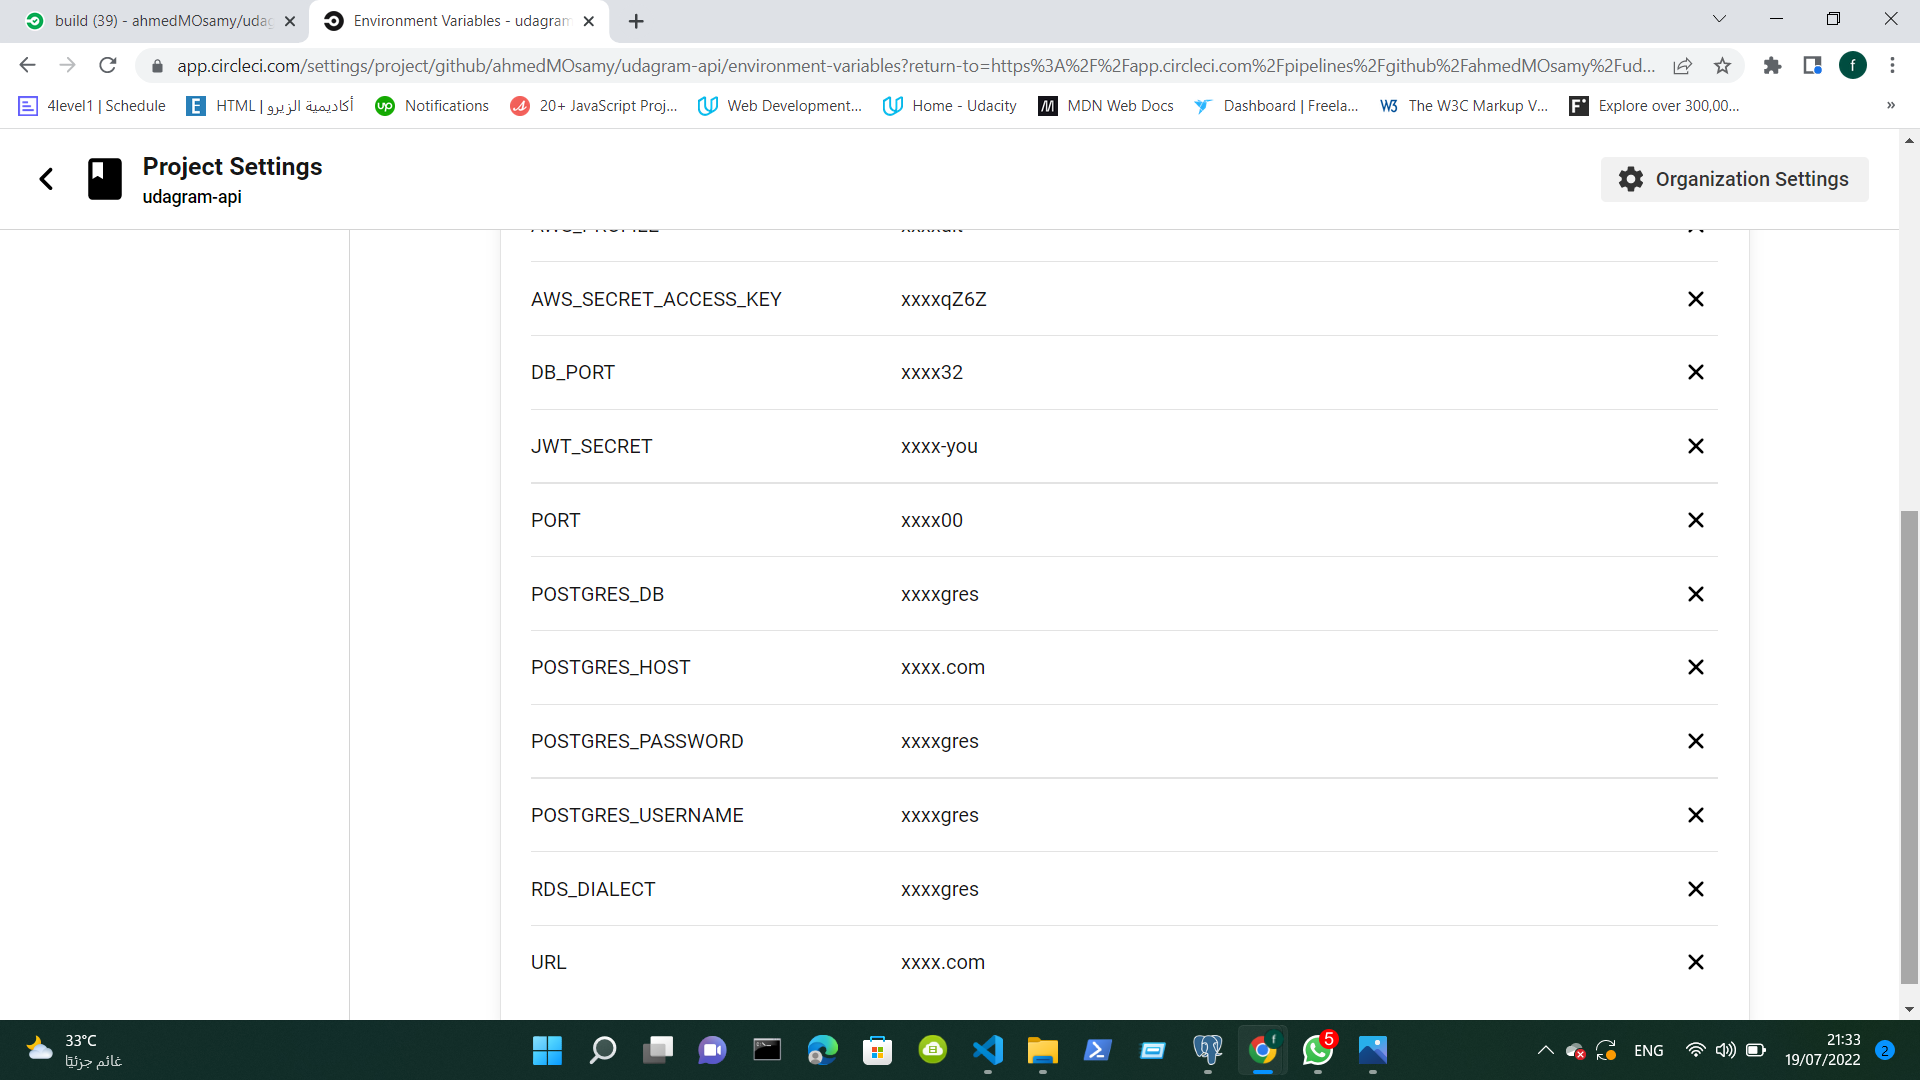 build (39) - ahmedMOsamy/udag
Environment Variables - udagram
app.circleci.com/settings/project/github/ahmedMOsamy/udagram-api/environment-variables?return-to=https%3A%2F%2Fapp.circleci.com%2Fpipelines%2Fgithub%2FahmedMOsamy%2Fud...
f
4level1 | Schedule
HTML | أكاديمية الزيرو
up Notifications
20+ JavaScript Proj...
Web Development...
Home - Udacity
MDN Web Docs
Dashboard | Freela...
W3 The W3C Markup V...
Explore over 300,00...
»
Project Settings
udagram-api
Organization Settings
AWS_SECRET_ACCESS_KEY xxxxqZ6Z
DB_PORT xxxx32
JWT_SECRET xxxx-you
PORT xxxx00
POSTGRES_DB xxxxgres
POSTGRES_HOST xxxx.com
POSTGRES_PASSWORD xxxxgres
POSTGRES_USERNAME xxxxgres
RDS_DIALECT xxxxgres
URL xxxx.com
33°C
غائم جزئيًا
f
5
ENG
21:33
19/07/2022
2